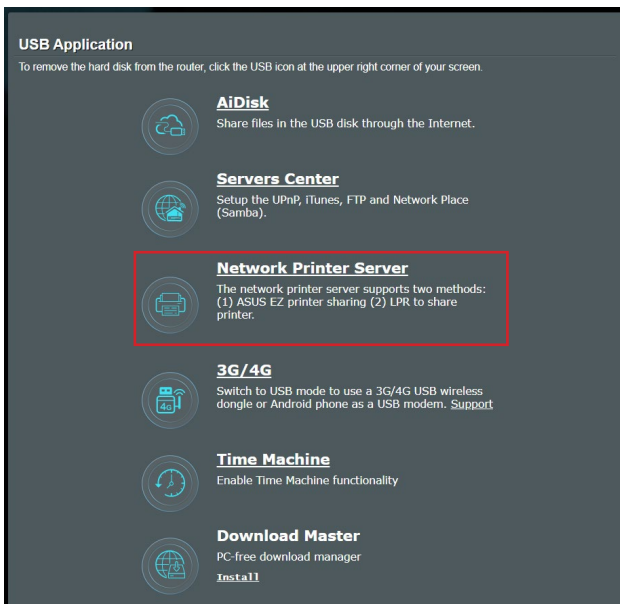 USB Application
To remove the hard disk from the router, click the USB icon at the upper right corner of your screen.
AiDisk
Share files in the USB disk through the Internet.
Servers Center
Setup the UPnP, iTunes, FTP and Network Place
(Samba).
Network Printer Server
The network printer server supports two methods:
(1) ASUS EZ printer sharing (2) LPR to share
printer.
3G/4G
4G
Switch to USB mode to use a 3G/4G USB wireless
dongle or Android phone as a USB modem. Support
Time Machine
Enable Time Machine functionality
Download Master
PC-free download manager
Install